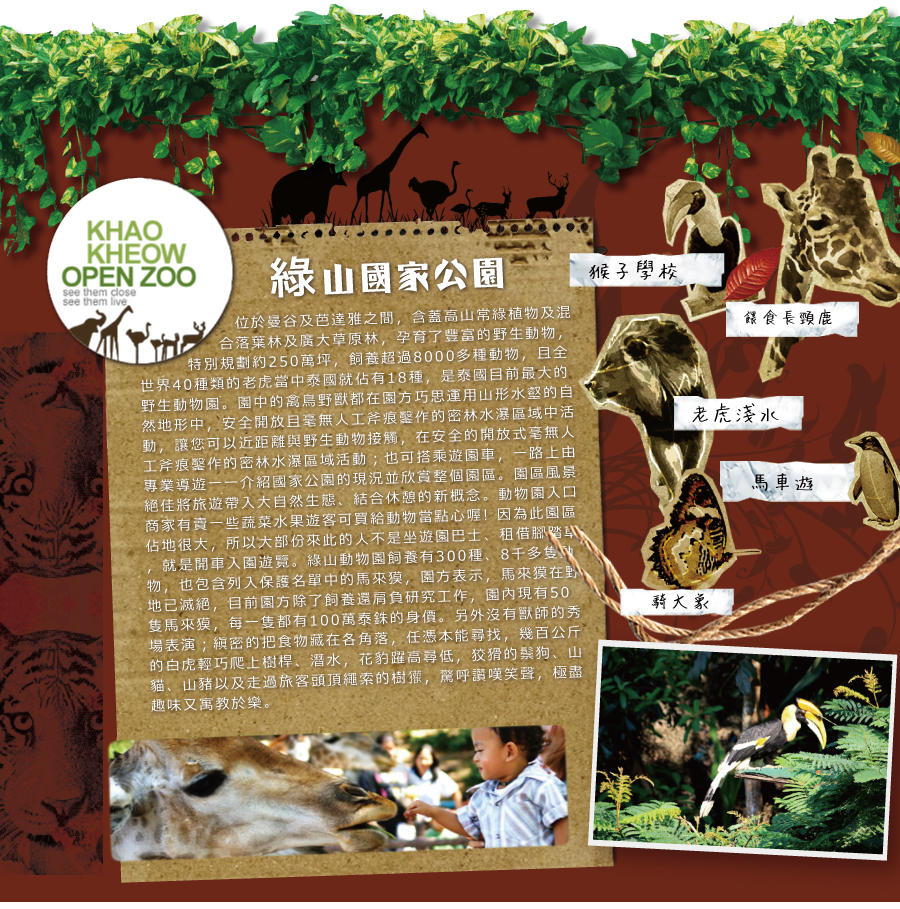 KHAO
KHEOW
OPEN ZOO
see them close
see them live
綠山國家公園
位於曼谷及芭達雅之間，含蓋高山常綠植物及混
合落葉林及廣大草原林，孕育了豐富的野生動物，
特別規劃約250萬坪，飼養超過8000多種動物，且全
世界40種類的老虎當中泰國就佔有18種，是泰國目前最大的
野生動物園。園中的禽鳥野獸都在園方巧思運用山形水壑的自
然地形中，安全開放且毫無人工斧痕鑿作的密林水瀑區域中活
動，讓您可以近距離與野生動物接觸，在安全的開放式毫無人
工斧痕鑿作的密林水瀑區域活動；也可搭乘遊園車，一路上由
專業導遊一一介紹國家公園的現況並欣賞整個園區。園區風景
絕佳將旅遊帶入大自然生態、結合休憩的新概念。動物園入口
商家有賣一些蔬菜水果遊客可買給動物當點心喔！因為此園區
佔地很大，所以大部份來此的人不是坐遊園巴士、租借腳踏車
，就是開車入園遊覽。綠山動物園飼養有300種、8千多隻動
物，也包含列入保護名單中的馬來獏，園方表示，馬來獏在野
地已滅絕，目前園方除了飼養還肩負研究工作，園內現有50
隻馬來獏，每一隻都有100萬泰銖的身價。另外沒有獸師的秀
場表演；縝密的把食物藏在各角落，任憑本能尋找，幾百公斤
的白虎輕巧爬上樹桿、潛水，花豹躍高尋低，狡猾的鬃狗、山
貓、山豬以及走過旅客頭頂繩索的樹獾，驚呼讚嘆笑聲，極盡
趣味又寓教於樂。
猴子學校
餵食長頸鹿
老虎淺水
馬車遊
騎大象